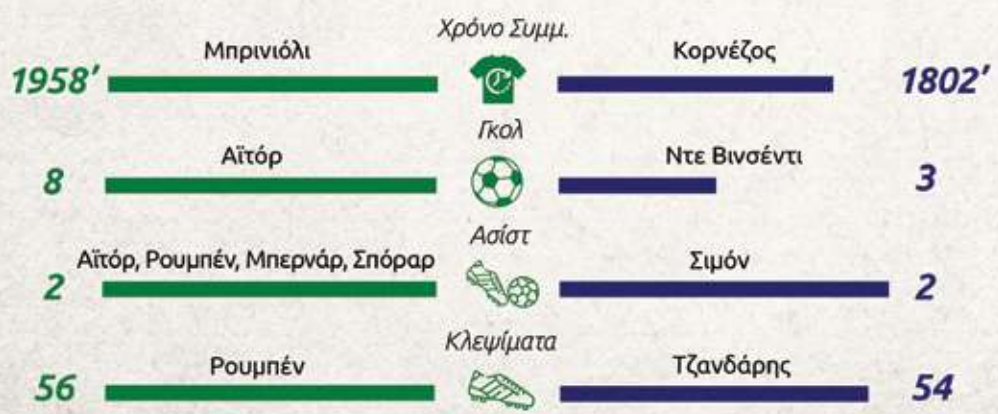 Χρόνο Συμμ.
Μπρινιόλι Κορνέζος
1958’ 1802’
Γκολ
Αϊτόρ Ντε Βινσέντι
8 3
Ασίστ
Αϊτόρ, Ρουμπέν, Μπερνάρ, Σπόραρ Σιμόν
2 2
Κλεψίματα
Ρουμπέν Τζανδάρης
56 54